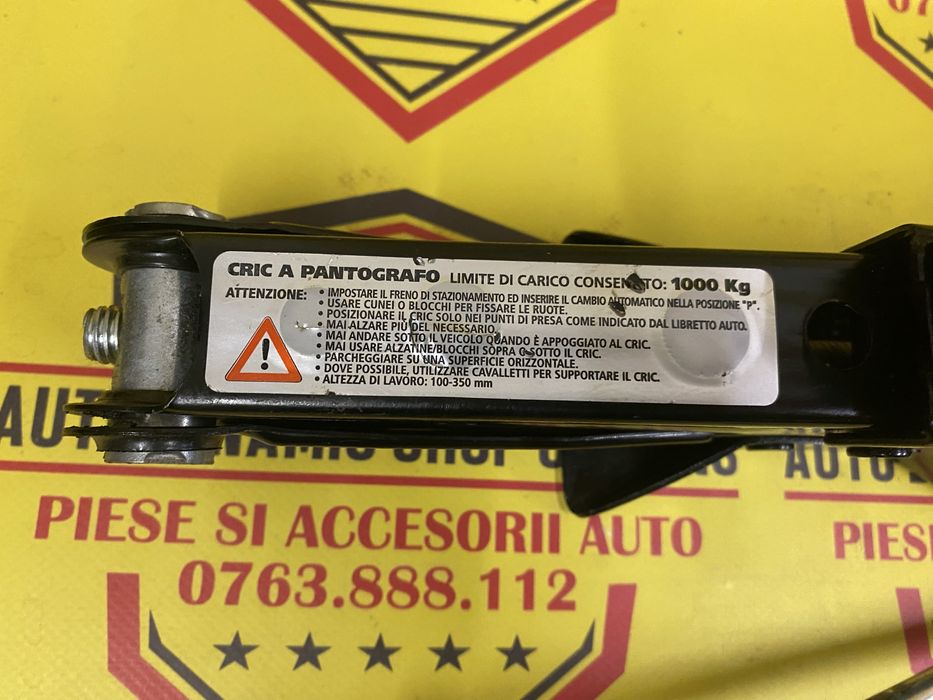 CRIC A PANTOGRAFO LIMITE DI CARICO CONSENTITO: 1000 Kg
ATTENZIONE:
• IMPOSTARE IL FRENO DI STAZIONAMENTO ED INSERIRE IL CAMBIO AUTOMATICO NELLA POSIZIONE "P".
• USARE CUNEI O BLOCCHI PER FISSARE LE RUOTE.
• POSIZIONARE IL CRIC SOLO NEI PUNTI DI PRESA COME INDICATO DAL LIBRETTO AUTO.
• MAI ALZARE PIÙ DEL NECESSARIO.
• MAI ANDARE SOTTO IL VEICOLO QUANDO È APPOGGIATO AL CRIC.
• MAI USARE ALZATINE/BLOCCHI SOPRA O SOTTO IL CRIC.
• PARCHEGGIARE SU UNA SUPERFICIE ORIZZONTALE.
• DOVE POSSIBILE, UTILIZZARE CAVALLETTI PER SUPPORTARE IL CRIC.
• ALTEZZA DI LAVORO: 100-350 mm
AUTO
PIESE SI ACCESORII AUTO
0763.888.112
PIES